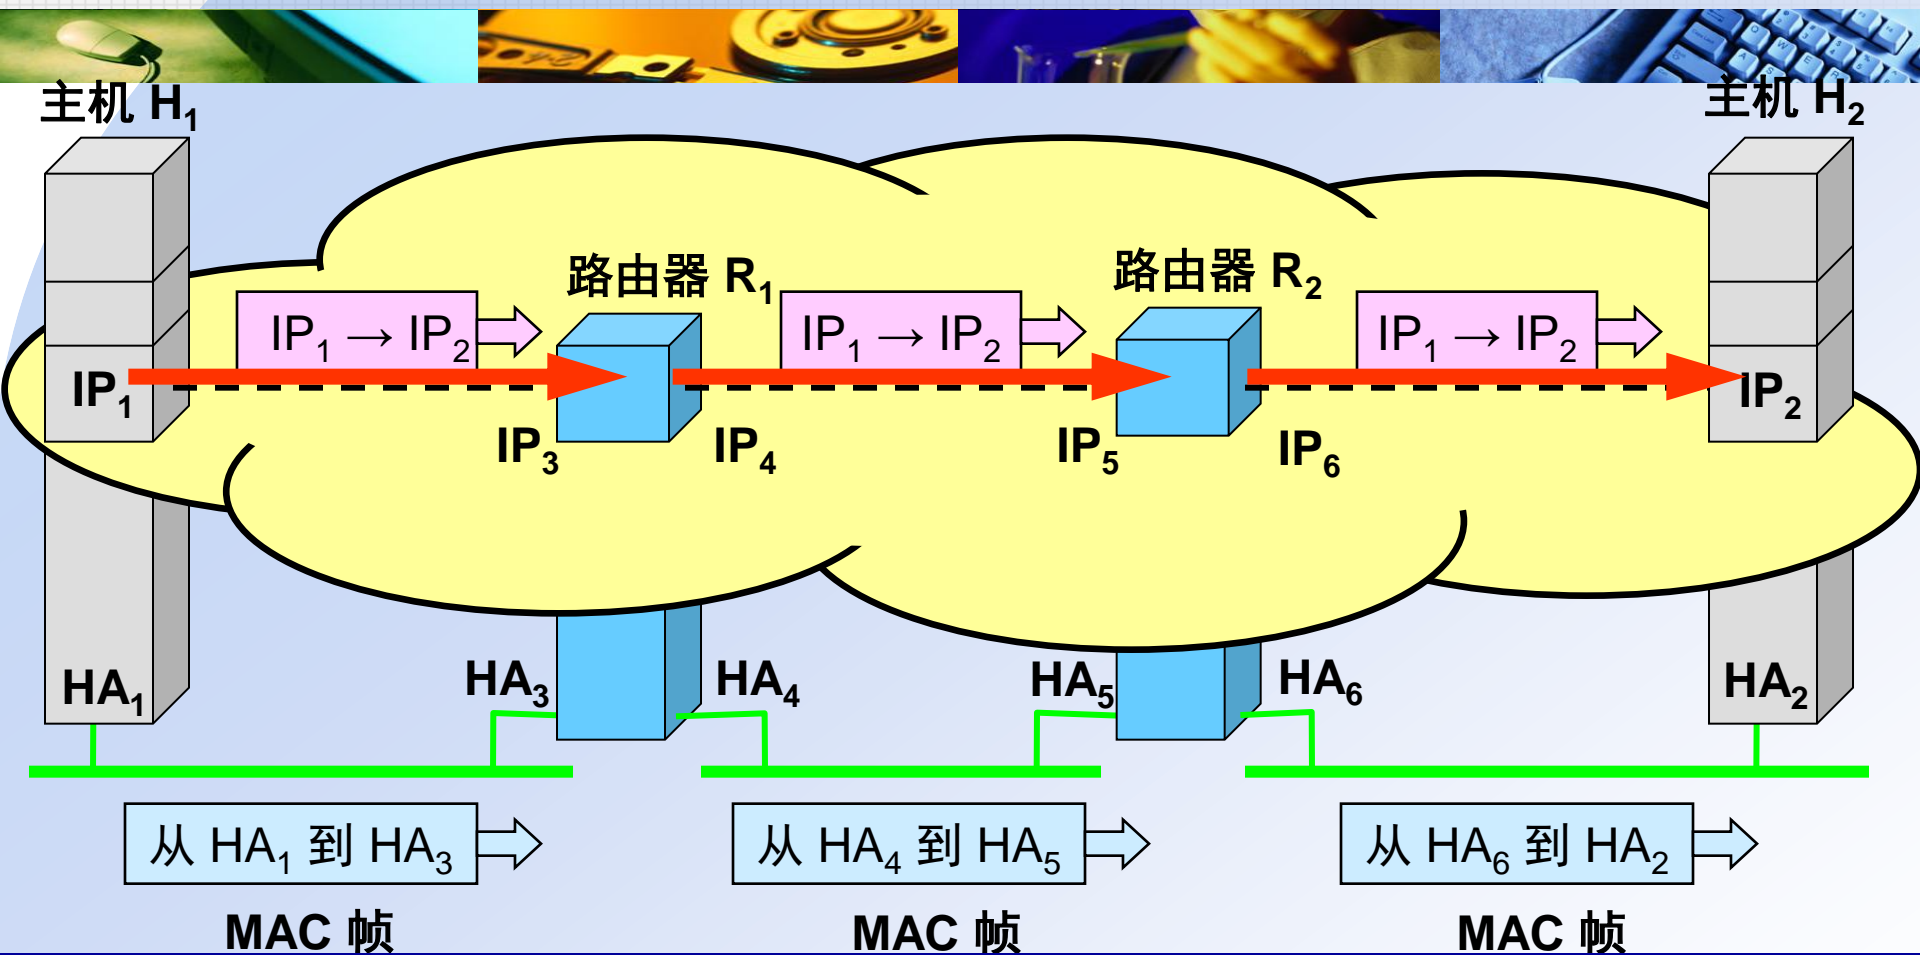 主机 H₁
主机 H₂
路由器 R₁
路由器 R₂
IP₁ → IP₂
IP₁ → IP₂
IP₁ → IP₂
IP₁
IP₂
IP₃
IP₄
IP₅
IP₆
HA₁
HA₃
HA₄
HA₅
HA₆
HA₂
从 HA₁ 到 HA₃
从 HA₄ 到 HA₅
从 HA₆ 到 HA₂
MAC 帧
MAC 帧
MAC 帧